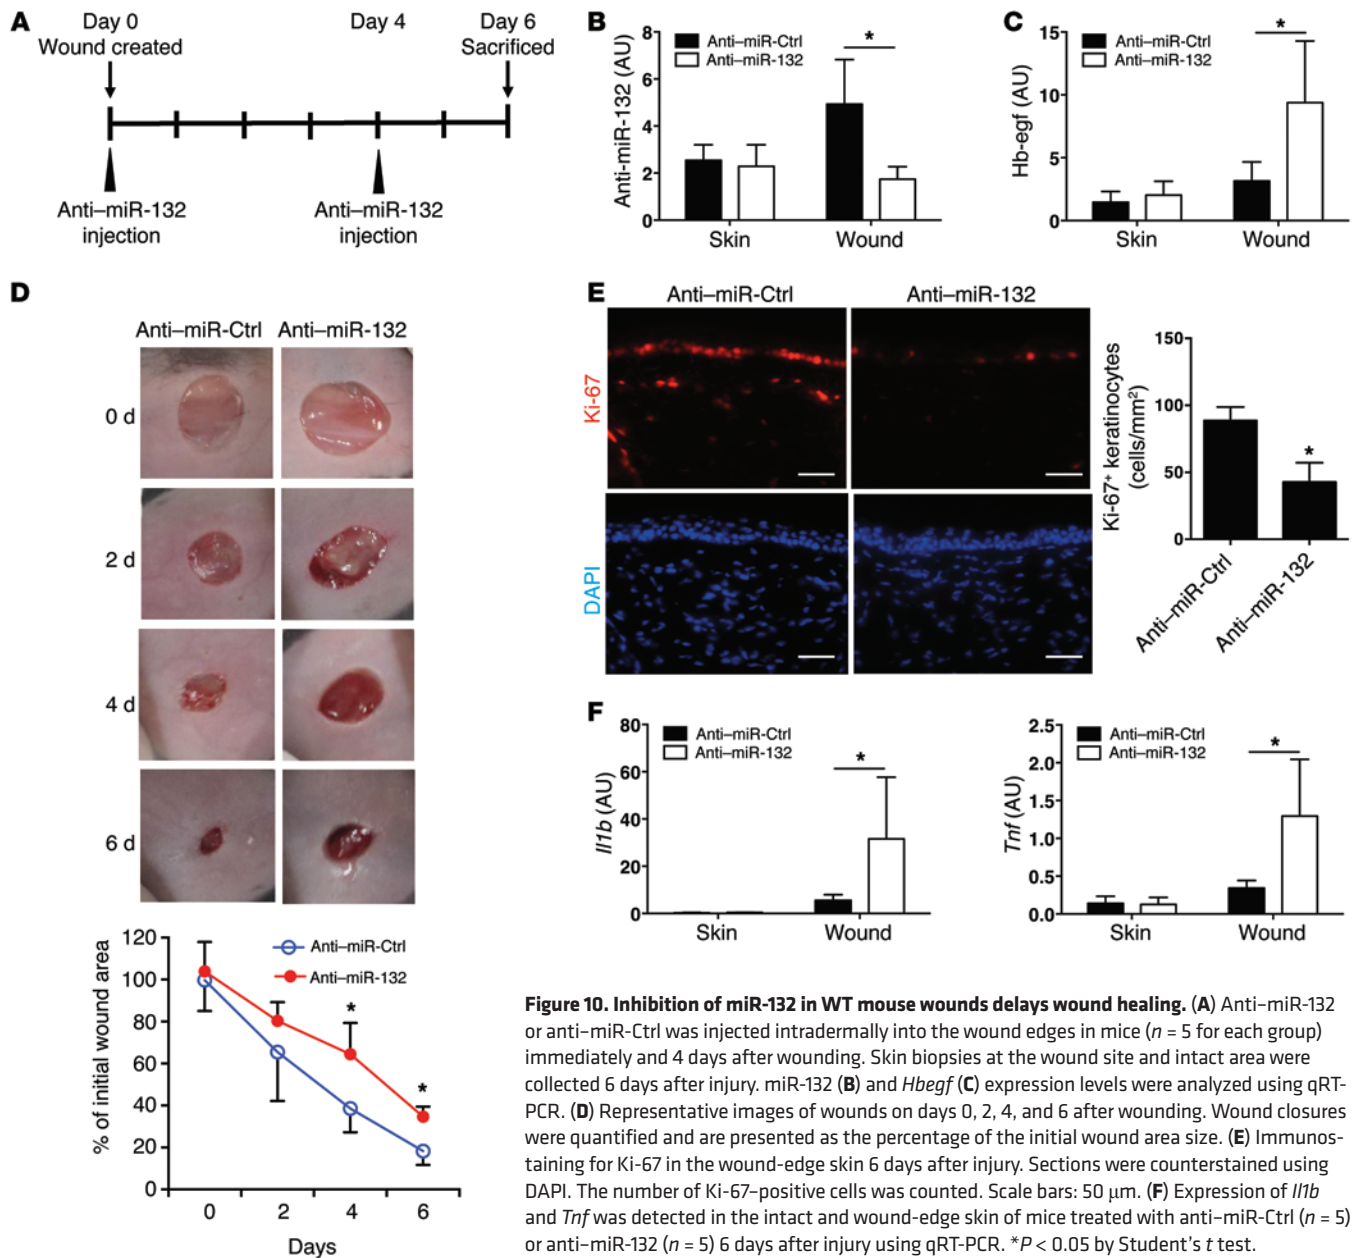 A
Day 0
Wound created
Day 4
Day 6
Sacrificed
Anti–miR-132
injection
Anti–miR-132
injection
B
Anti-miR-132 (AU)
8
6
4
2
0
Anti–miR-Ctrl
Anti–miR-132
*
Skin
Wound
C
Hb-egf (AU)
15
10
5
0
Anti–miR-Ctrl
Anti–miR-132
*
Skin
Wound
D
Anti–miR-Ctrl
Anti–miR-132
0 d
2 d
4 d
6 d
% of initial wound area
120
100
80
60
40
20
0
Anti–miR-Ctrl
Anti–miR-132
*
*
0
2
4
6
Days
E
Anti–miR-Ctrl
Anti–miR-132
Ki-67
DAPI
Ki-67+ keratinocytes
(cells/mm2)
150
100
50
0
*
Anti–miR-Ctrl
Anti–miR-132
F
Il1b (AU)
80
60
40
20
0
Anti–miR-Ctrl
Anti–miR-132
*
Skin
Wound
Tnf (AU)
2.5
2.0
1.5
1.0
0.5
0.0
Anti–miR-Ctrl
Anti–miR-132
*
Skin
Wound
Figure 10. Inhibition of miR-132 in WT mouse wounds delays wound healing. (A) Anti–miR-132
or anti–miR-Ctrl was injected intradermally into the wound edges in mice (n = 5 for each group)
immediately and 4 days after wounding. Skin biopsies at the wound site and intact area were
collected 6 days after injury. miR-132 (B) and Hbegf (C) expression levels were analyzed using qRT-
PCR. (D) Representative images of wounds on days 0, 2, 4, and 6 after wounding. Wound closures
were quantified and are presented as the percentage of the initial wound area size. (E) Immunos-
taining for Ki-67 in the wound-edge skin 6 days after injury. Sections were counterstained using
DAPI. The number of Ki-67–positive cells was counted. Scale bars: 50 μm. (F) Expression of Il1b
and Tnf was detected in the intact and wound-edge skin of mice treated with anti–miR-Ctrl (n = 5)
or anti–miR-132 (n = 5) 6 days after injury using qRT-PCR. *P < 0.05 by Student's t test.